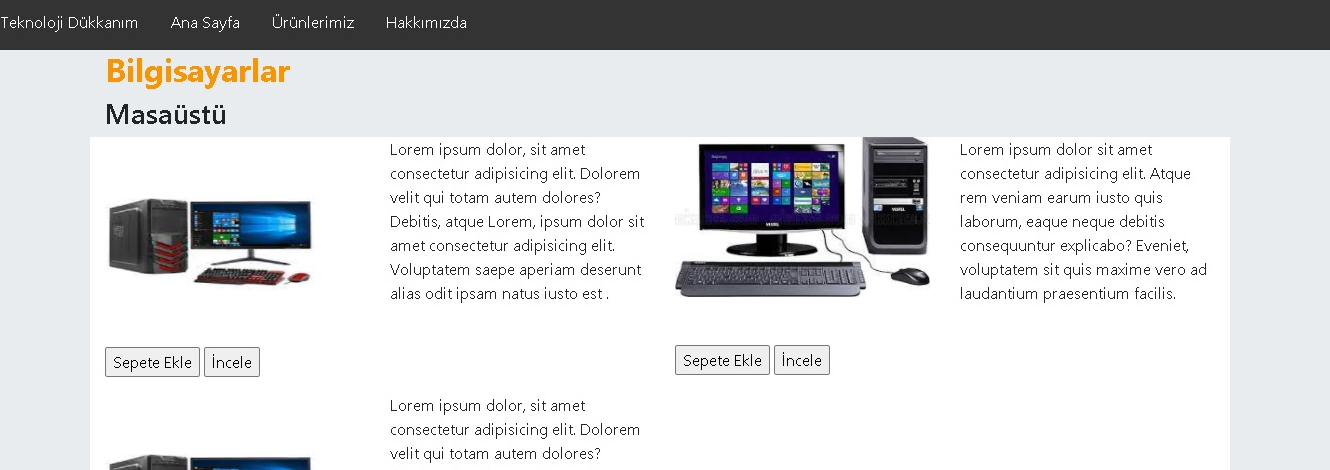 Teknoloji Dükkanım Ana Sayfa Ürünlerimiz Hakkımızda
Bilgisayarlar
Masaüstü
Lorem ipsum dolor, sit amet
consectetur adipisicing elit. Dolorem
velit qui totam autem dolores?
Debitis, atque Lorem, ipsum dolor sit
amet consectetur adipisicing elit.
Voluptatem saepe aperiam deserunt
alias odit ipsam natus iusto est .
Sepete Ekle İncele
Lorem ipsum dolor sit amet
consectetur adipisicing elit. Atque
rem veniam earum iusto quis
laborum, eaque neque debitis
consequuntur explicabo? Eveniet,
voluptatem sit quis maxime vero ad
laudantium praesentium facilis.
Sepete Ekle İncele
Lorem ipsum dolor, sit amet
consectetur adipisicing elit. Dolorem
velit qui totam autem dolores?